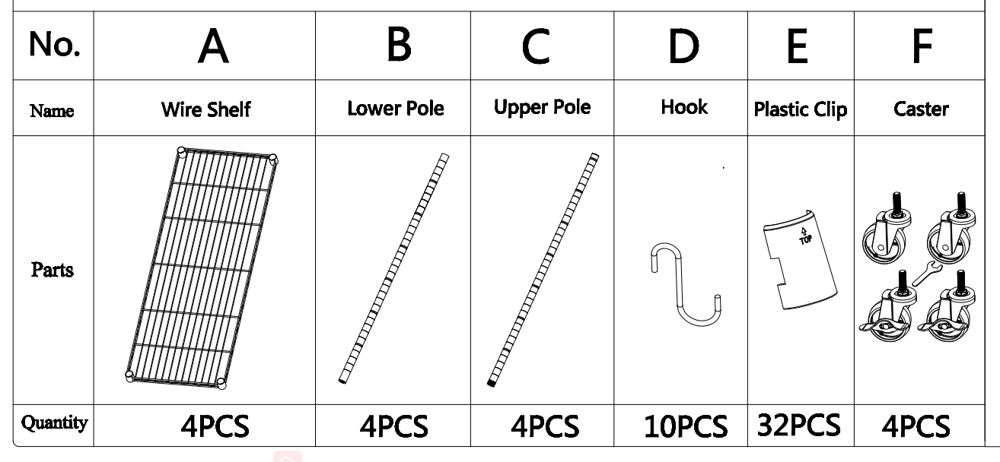 No. A B C D E F
Name Wire Shelf Lower Pole Upper Pole Hook Plastic Clip Caster
Parts
TOP
Quantity 4PCS 4PCS 4PCS 10PCS 32PCS 4PCS